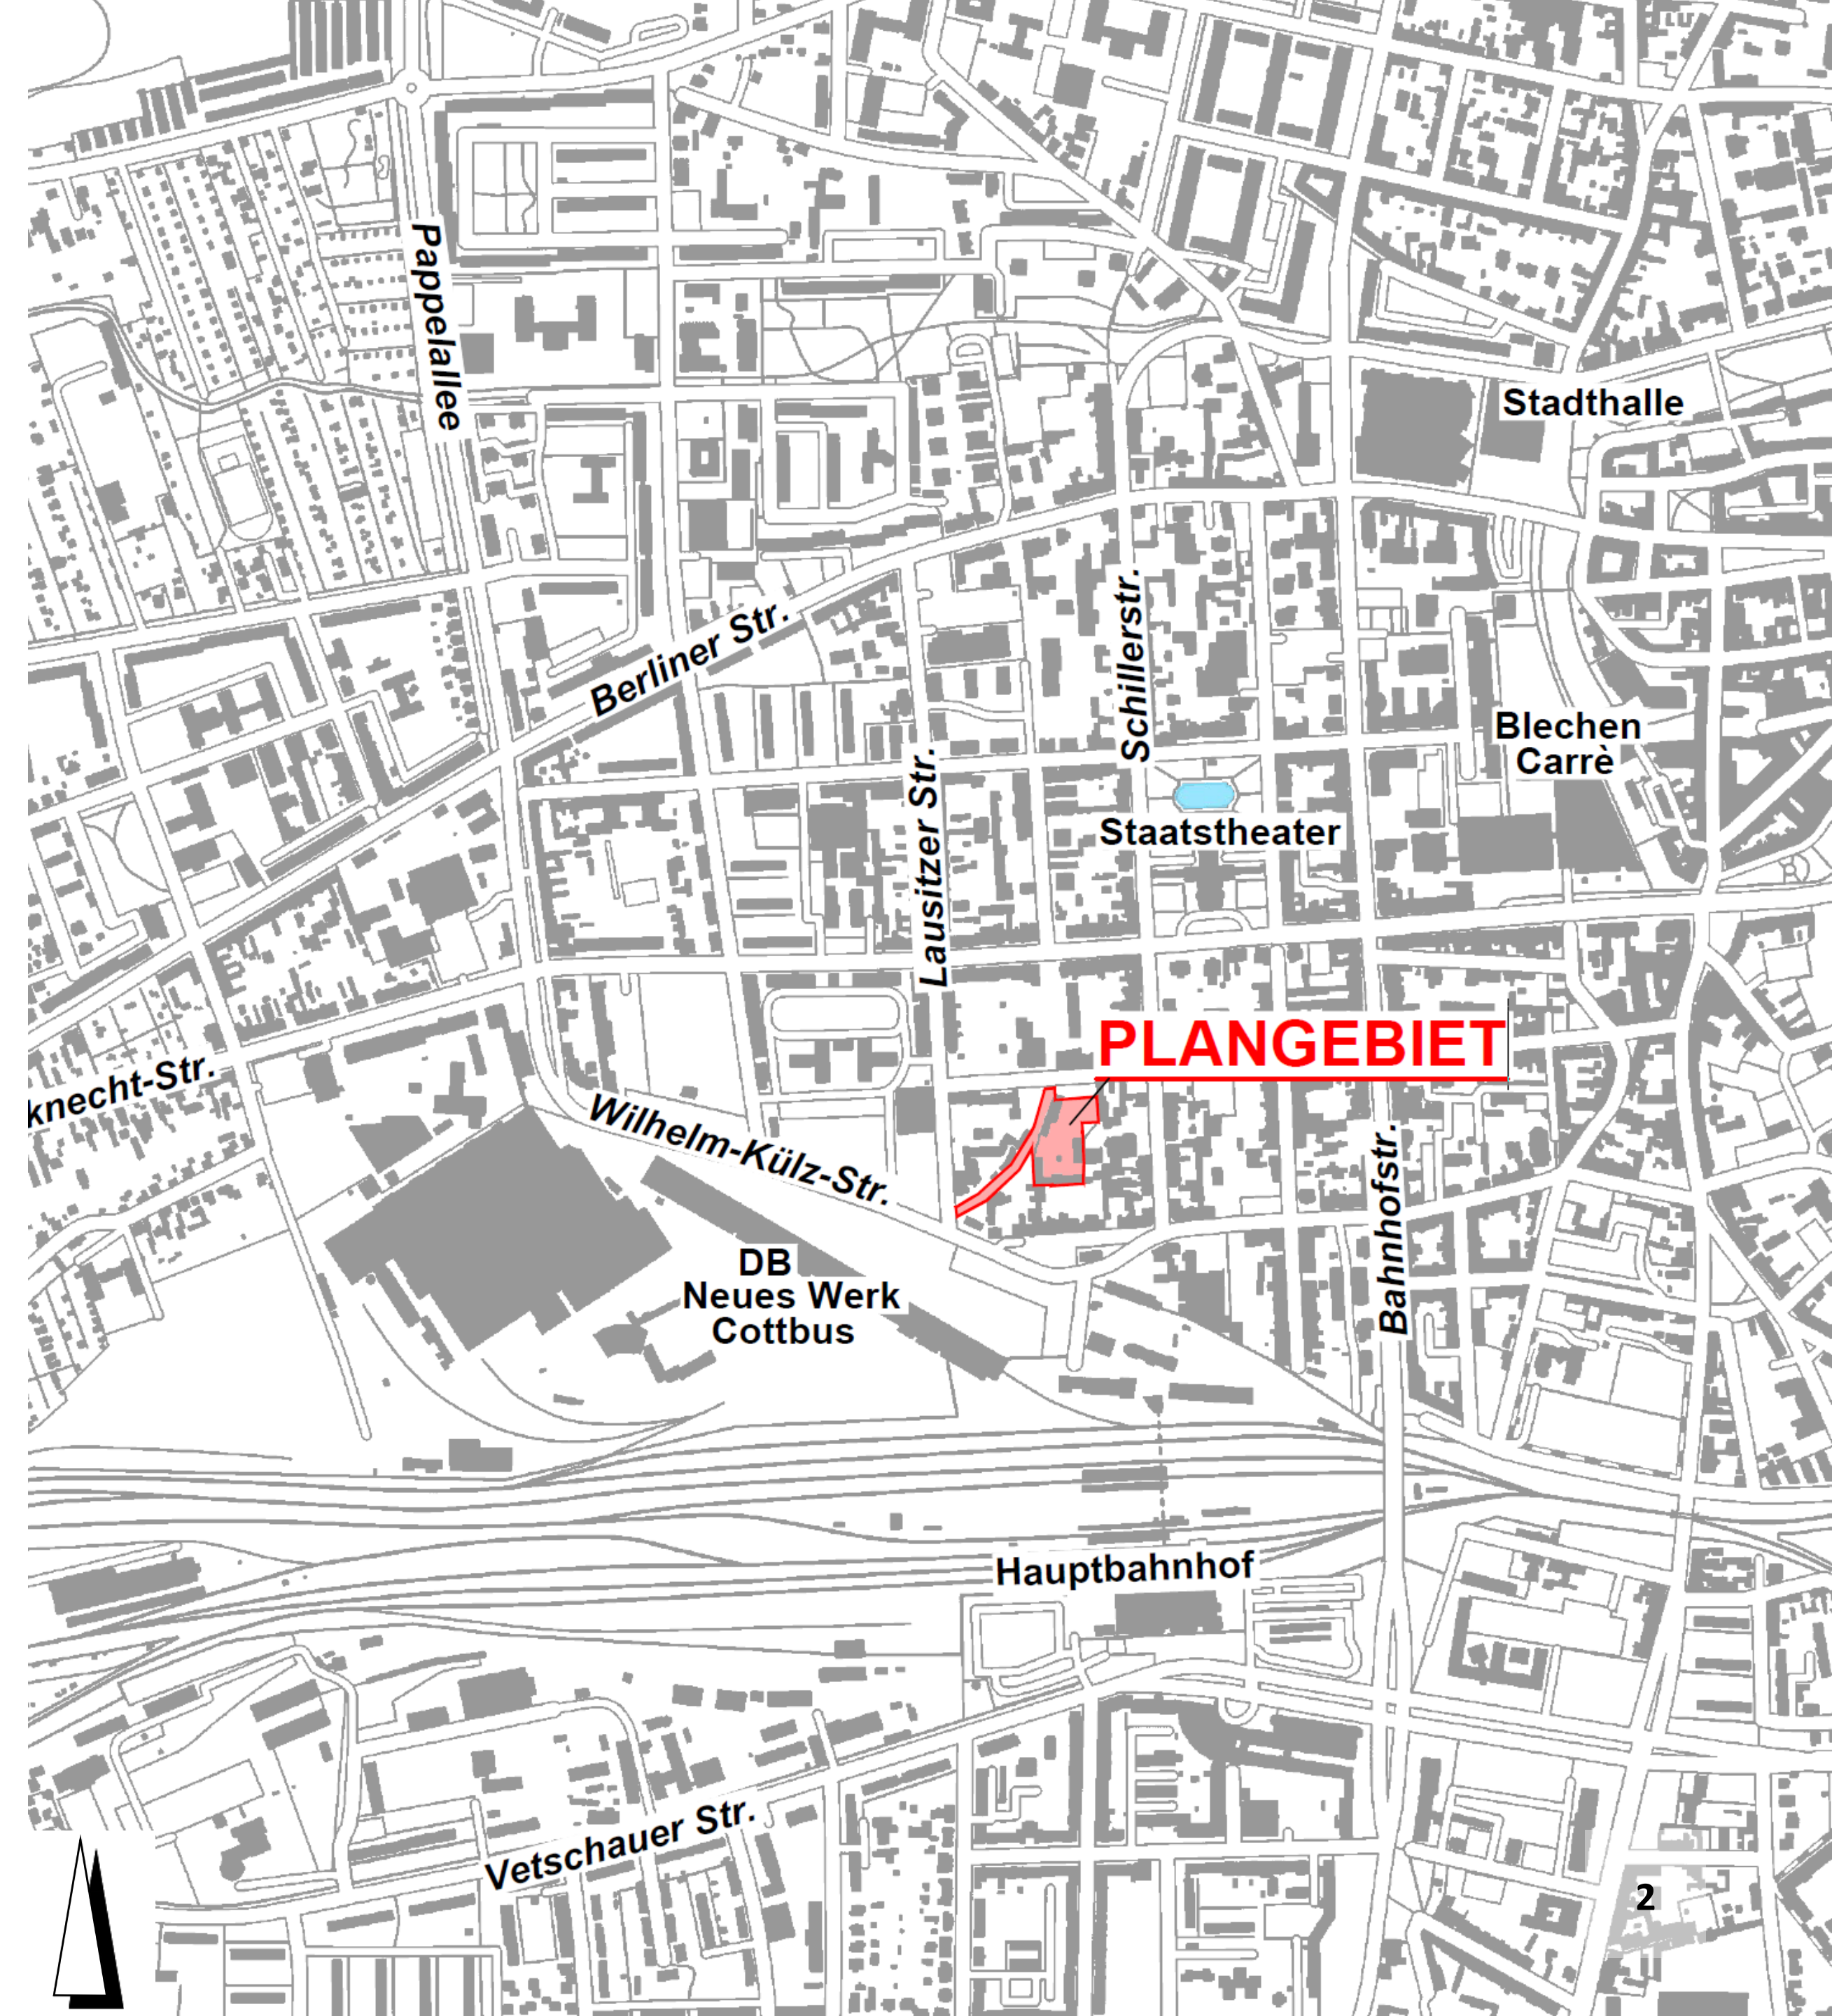 Pappelallee
Stadthalle
Berliner Str.
Schillerstr.
Blechen
Carrè
Lausitzer Str.
Staatstheater
PLANGEBIET
knecht-Str.
Wilhelm-Külz-Str.
Bahnhofstr.
DB
Neues Werk
Cottbus
Hauptbahnhof
Vetschauer Str.
2